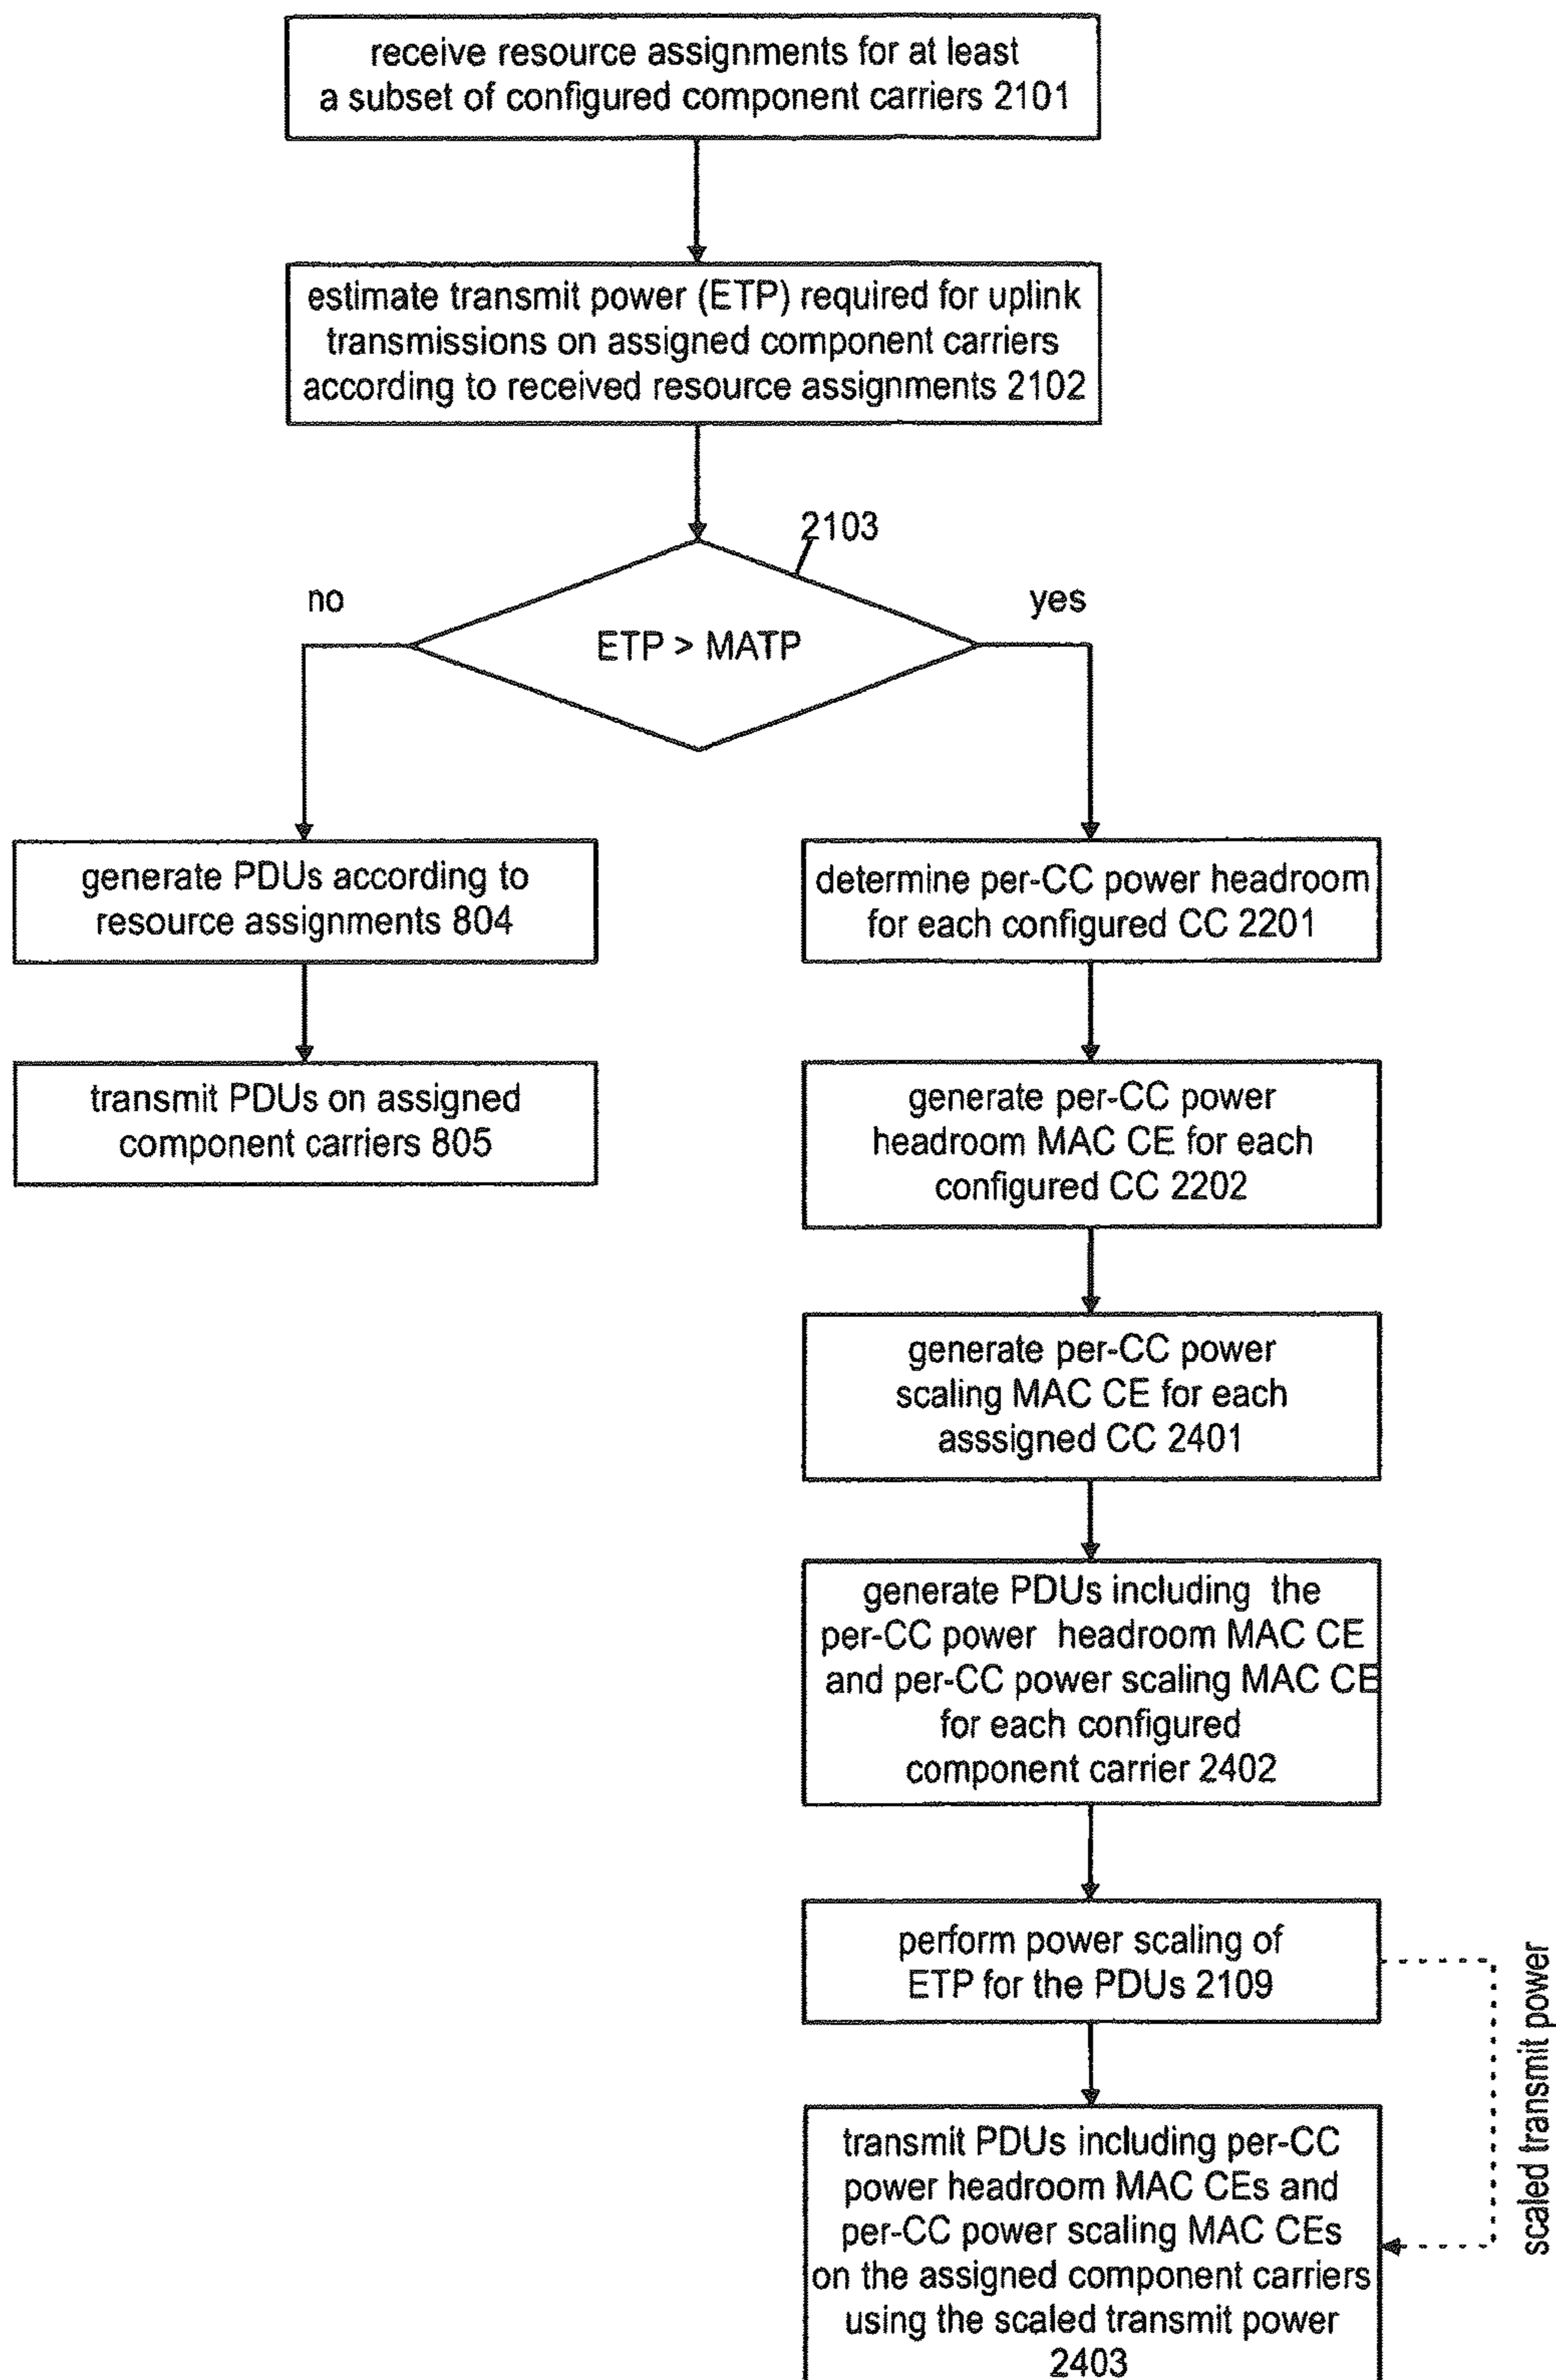 receive resource assignments for at least
a subset of configured component carriers 2101
estimate transmit power (ETP) required for uplink
transmissions on assigned component carriers
according to received resource assignments 2102
2103
no
yes
ETP > MATP
generate PDUs according to
resource assignments 804
transmit PDUs on assigned
component carriers 805
determine per-CC power headroom
for each configured CC 2201
generate per-CC power
headroom MAC CE for each
configured CC 2202
generate per-CC power
scaling MAC CE for each
asssigned CC 2401
generate PDUs including the
per-CC power headroom MAC CE
and per-CC power scaling MAC CE
for each configured
component carrier 2402
perform power scaling of
ETP for the PDUs 2109
scaled transmit power
transmit PDUs including per-CC
power headroom MAC CEs and
per-CC power scaling MAC CEs
on the assigned component carriers
using the scaled transmit power
2403